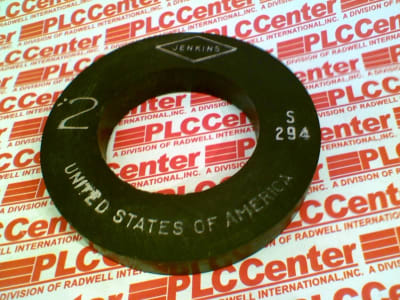 JENKINS
2
S
294
UNITED STATES OF AMERICA
PLCCenter
A DIVISION OF RADWELL INTERNATIONAL, INC.